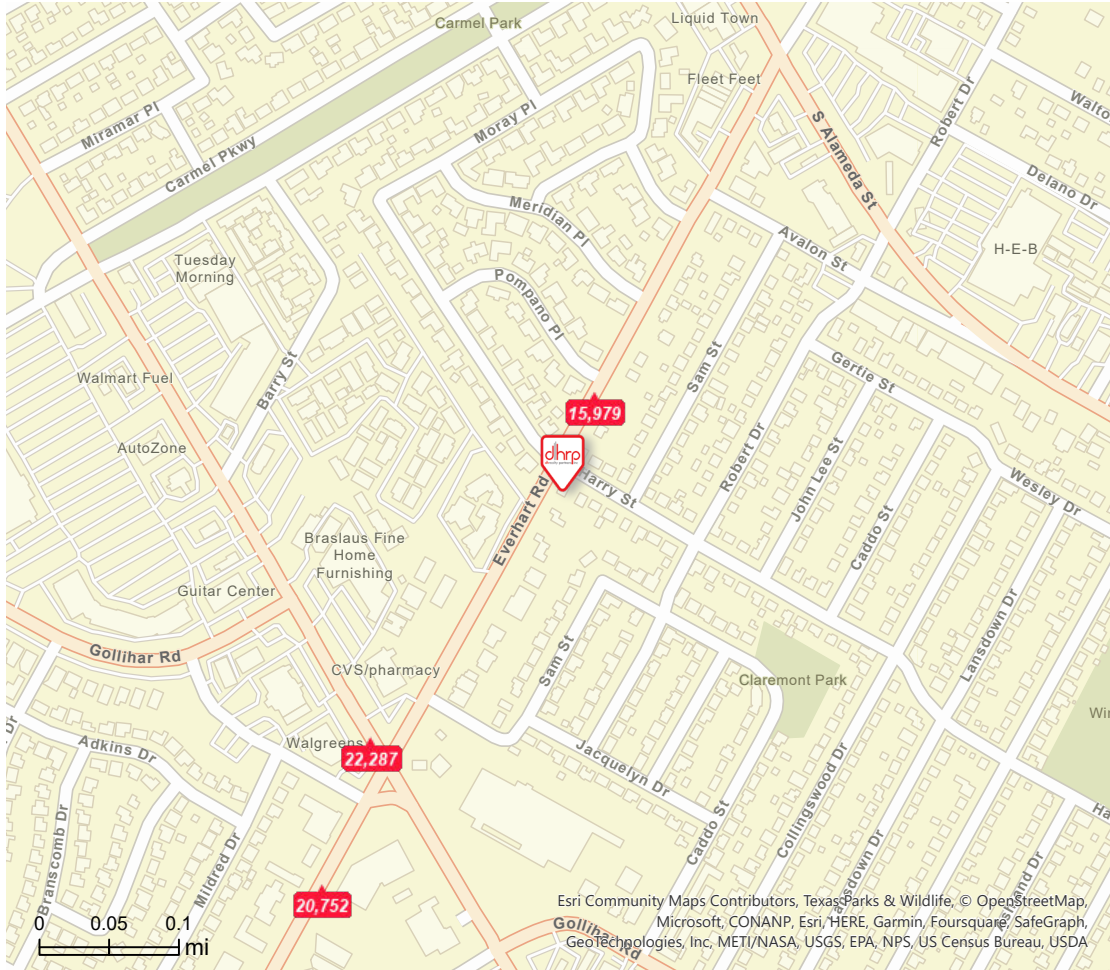 Carmel Park
Liquid Town
Fleet Feet
Miramar Pl
Moray Pl
Carmel Pkwy
S Alameda St
Robert Dr
Delano Dr
Meridian Pl
Avalon St
H-E-B
Tuesday
Morning
Pompano Pl
Walmart Fuel
Barry St
Sam St
Gertie St
15,979
AutoZone
dhrp
Harry St
Robert Dr
John Lee St
Wesley Dr
Everhart Rd
Caddo St
Braslaus Fine
Home
Furnishing
Guitar Center
Gollihar Rd
Lansdown Dr
Sam St
CVS/pharmacy
Claremont Park
Adkins Dr
Walgreens
22,287
Jacquelyn Dr
Collingswood Dr
Caddo St
Branscomb Dr
Mildred Dr
20,752
Gollihar Rd
0 0.05 0.1
mi
Esri Community Maps Contributors, Texas Parks & Wildlife, © OpenStreetMap,
Microsoft, CONANP, Esri, HERE, Garmin, Foursquare, SafeGraph,
GeoTechnologies, Inc, METI/NASA, USGS, EPA, NPS, US Census Bureau, USDA